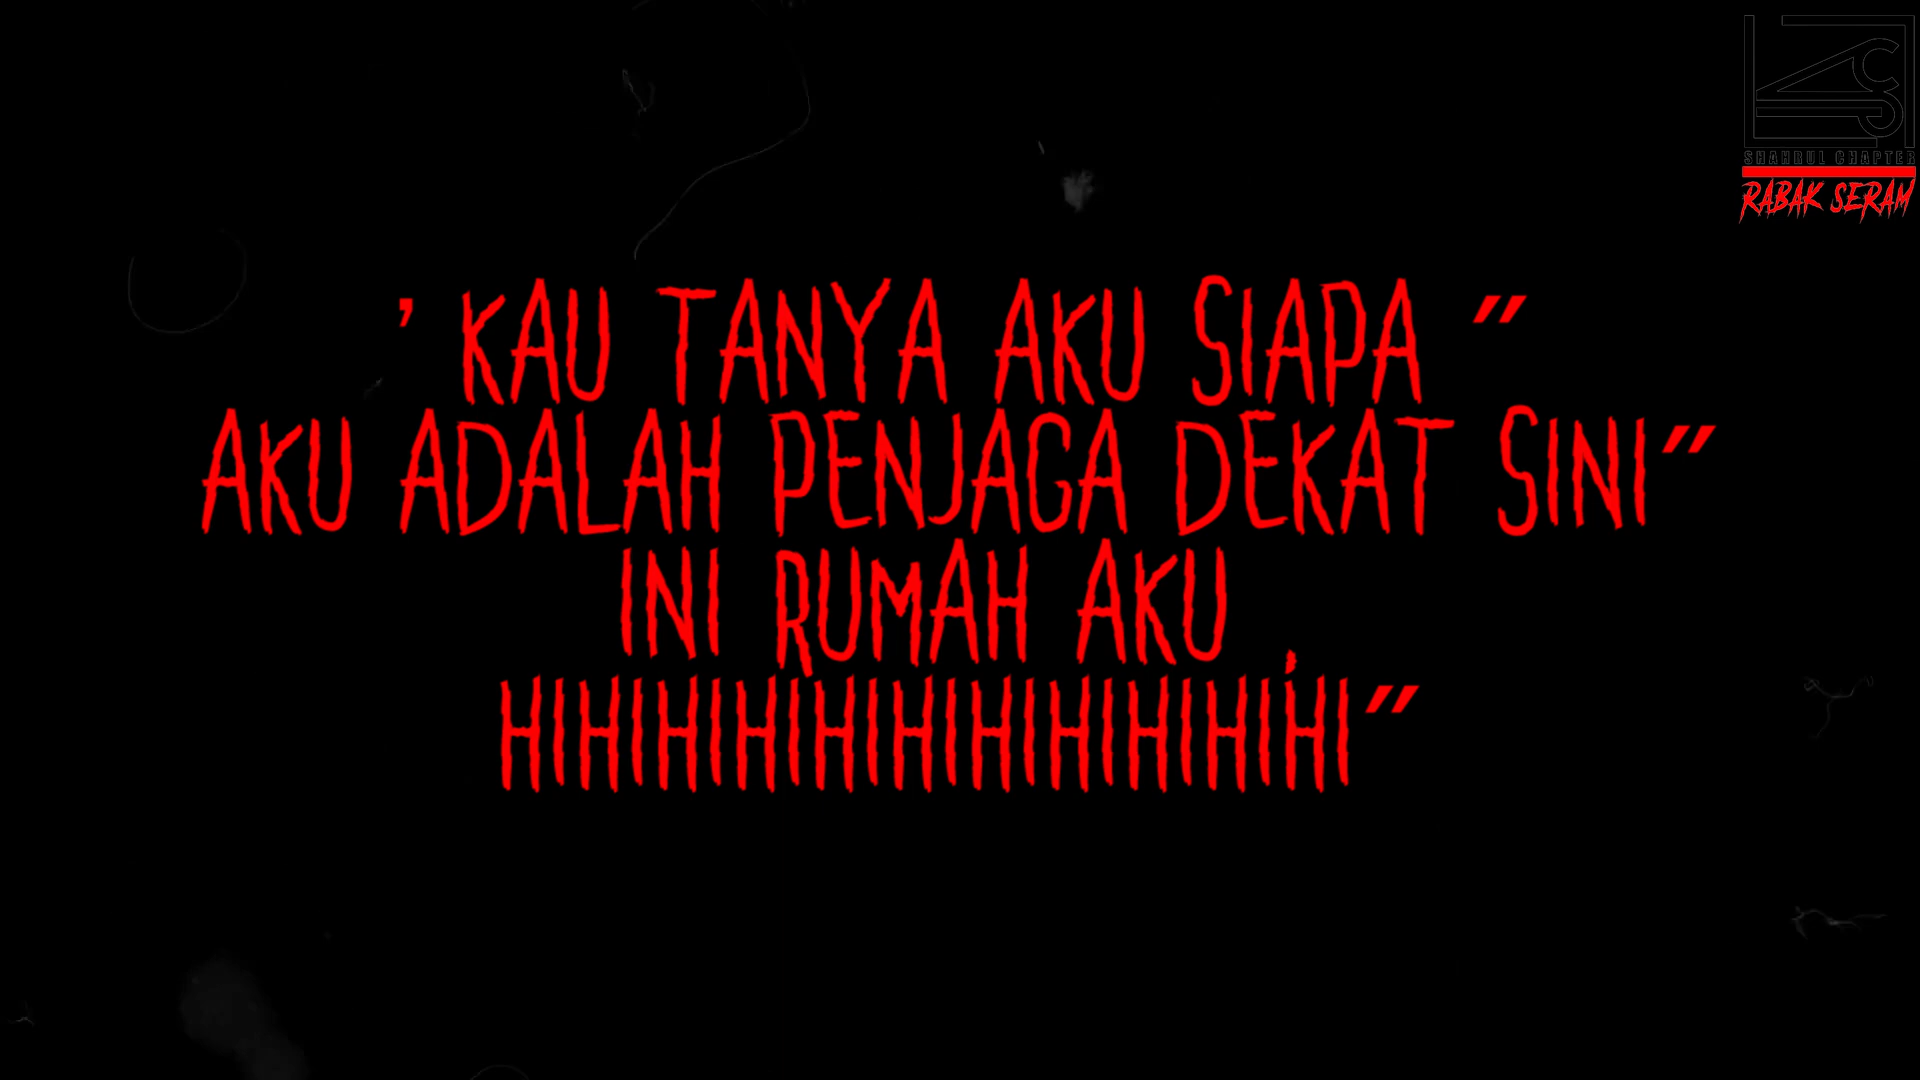 SHAHRUL CHAPTER
RABAK SERAM
' KAU TANYA AKU SIAPA "
AKU ADALAH PENJAGA DEKAT SINI"
INI RUMAH AKU ,
HIHIHIHIHIHIHIHIHIHIHI"